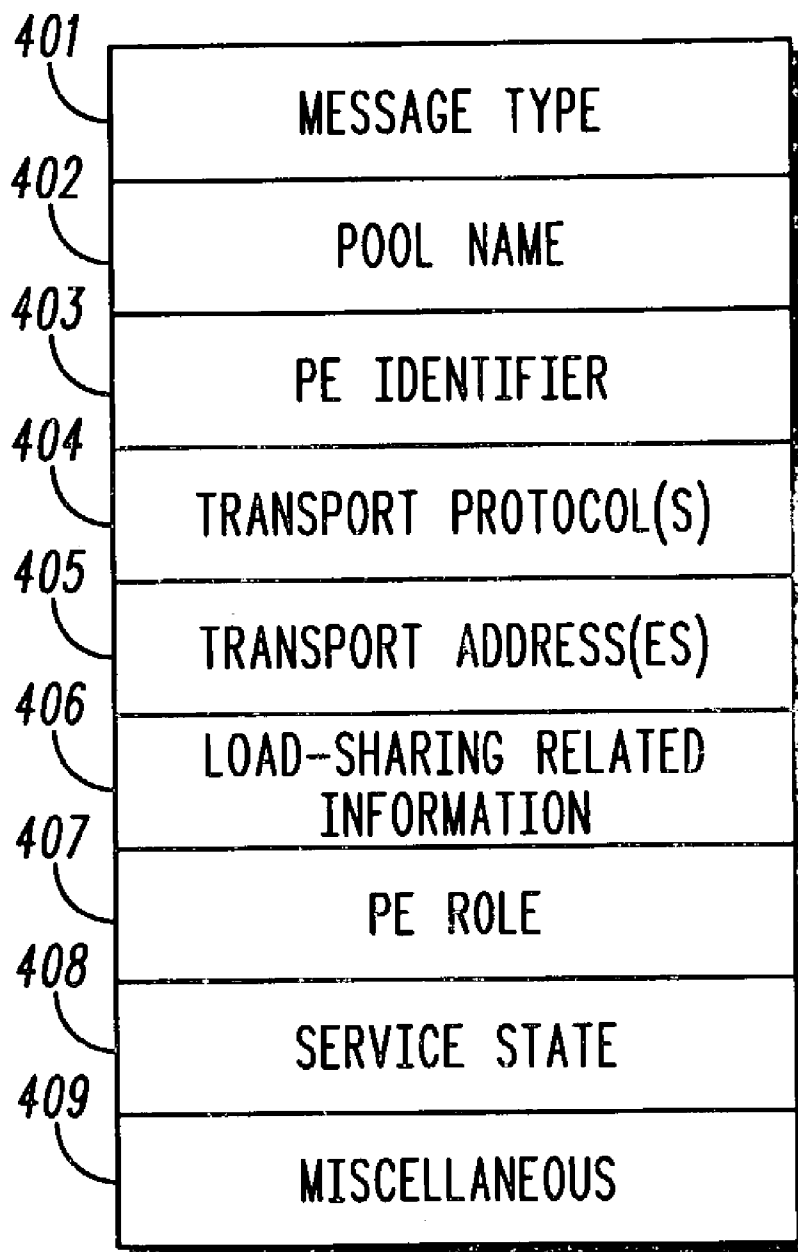 401
MESSAGE TYPE
402
POOL NAME
403
PE IDENTIFIER
404
TRANSPORT PROTOCOL(S)
405
TRANSPORT ADDRESS(ES)
406
LOAD-SHARING RELATED
INFORMATION
407
PE ROLE
408
SERVICE STATE
409
MISCELLANEOUS